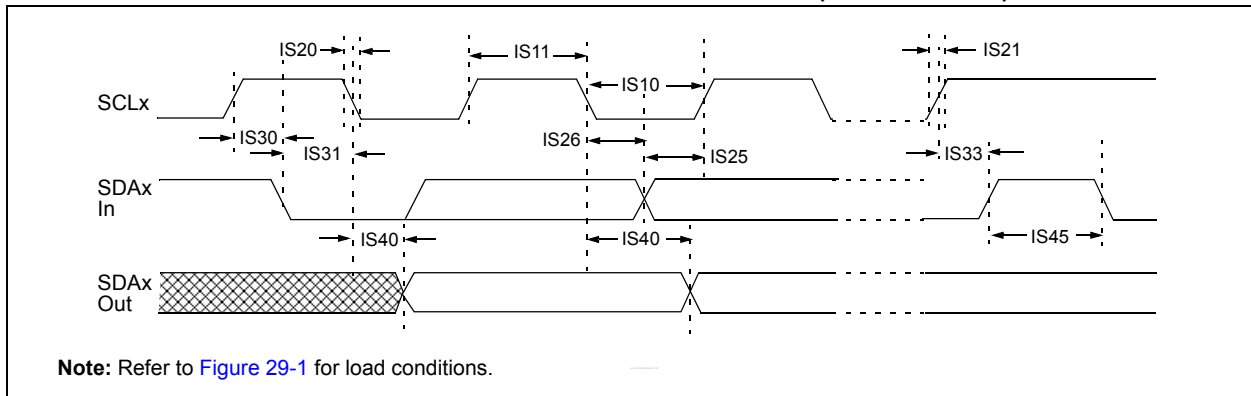 IS20
IS11
IS21
IS10
SCLx
IS30
IS26
IS31
IS25
IS33
SDAx
In
IS40
IS40
IS45
SDAx
Out
Note: Refer to Figure 29-1 for load conditions.